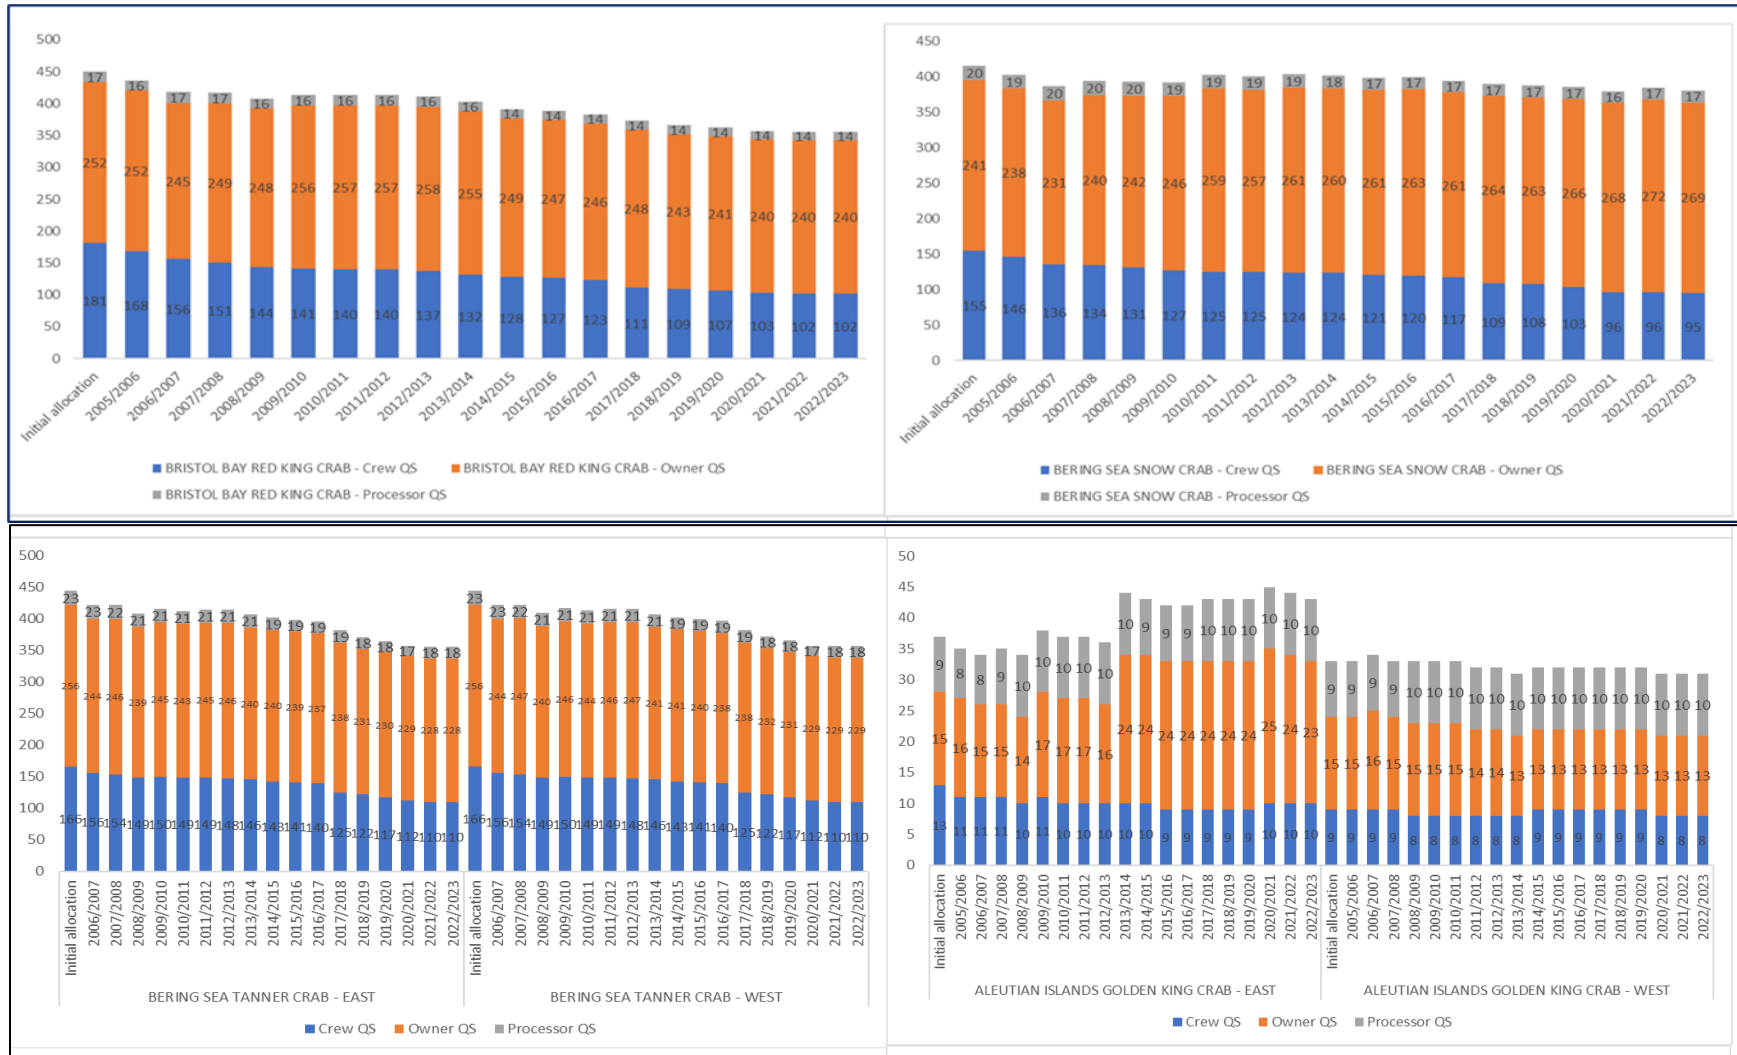 500
450
400
350
300
250
200
150
100
50
0
17 16 17 17 16 16 16 16 16 16 14 14 14 14 14 14 14 14 14
252 252 245 249 248 256 257 257 258 255 249 247 246 248 243 241 240 240 240
181 168 156 151 144 141 140 140 137 132 128 127 123 111 109 107 103 102 102
Initial allocation 2005/2006 2006/2007 2007/2008 2008/2009 2009/2010 2010/2011 2011/2012 2012/2013 2013/2014 2014/2015 2015/2016 2016/2017 2017/2018 2018/2019 2019/2020 2020/2021 2021/2022 2022/2023
BRISTOL BAY RED KING CRAB - Crew QS BRISTOL BAY RED KING CRAB - Owner QS
BRISTOL BAY RED KING CRAB - Processor QS
450
400
350
300
250
200
150
100
50
0
20 19 20 20 20 19 19 19 19 18 17 17 17 17 17 17 16 17 17
241 238 231 240 242 246 259 257 261 260 261 263 261 264 263 266 268 272 269
155 146 136 134 131 127 125 125 124 124 121 120 117 109 108 103 96 96 95
Initial allocation 2005/2006 2006/2007 2007/2008 2008/2009 2009/2010 2010/2011 2011/2012 2012/2013 2013/2014 2014/2015 2015/2016 2016/2017 2017/2018 2018/2019 2019/2020 2020/2021 2021/2022 2022/2023
BERING SEA SNOW CRAB - Crew QS BERING SEA SNOW CRAB - Owner QS
BERING SEA SNOW CRAB - Processor QS
500
450
400
350
300
250
200
150
100
50
0
23 23 22 21 21 21 21 21 21 19 19 19 19 18 18 17 18 18 23 23 22 21 21 21 21 21 21 19 19 19 19 18 18 17 18 18
256 244 246 239 245 243 245 246 240 240 239 237 238 231 230 229 228 228 256 244 247 240 246 244 246 247 241 241 240 238 238 232 231 229 229 229
166 156 154 149 150 149 149 148 146 143 141 140 125 122 117 112 110 110 166 156 154 149 150 149 149 148 146 143 141 140 125 122 117 112 110 110
Initial allocation 2006/2007 2007/2008 2008/2009 2009/2010 2010/2011 2011/2012 2012/2013 2013/2014 2014/2015 2015/2016 2016/2017 2017/2018 2018/2019 2019/2020 2020/2021 2021/2022 2022/2023 Initial allocation 2006/2007 2007/2008 2008/2009 2009/2010 2010/2011 2011/2012 2012/2013 2013/2014 2014/2015 2015/2016 2016/2017 2017/2018 2018/2019 2019/2020 2020/2021 2021/2022 2022/2023
BERING SEA TANNER CRAB - EAST BERING SEA TANNER CRAB - WEST
Crew QS Owner QS Processor QS
50
45
40
35
30
25
20
15
10
5
0
9 8 8 9 10 10 10 10 10 10 10 9 9 10 10 10 10 10 10 9 9 9 9 10 10 10 10 10 10 10 10 10 10 10 10 10 10 10
15 16 15 15 14 17 17 17 16 24 24 24 24 24 24 24 25 24 23 15 15 16 15 15 15 15 14 14 13 13 13 13 13 13 13 13 13 13
13 11 11 11 10 11 10 10 10 10 10 9 9 9 9 9 10 10 10 9 9 9 9 8 8 8 8 8 8 9 9 9 9 9 9 8 8 8
Initial allocation 2005/2006 2006/2007 2007/2008 2008/2009 2009/2010 2010/2011 2011/2012 2012/2013 2013/2014 2014/2015 2015/2016 2016/2017 2017/2018 2018/2019 2019/2020 2020/2021 2021/2022 2022/2023 Initial allocation 2005/2006 2006/2007 2007/2008 2008/2009 2009/2010 2010/2011 2011/2012 2012/2013 2013/2014 2014/2015 2015/2016 2016/2017 2017/2018 2018/2019 2019/2020 2020/2021 2021/2022 2022/2023
ALEUTIAN ISLANDS GOLDEN KING CRAB - EAST ALEUTIAN ISLANDS GOLDEN KING CRAB - WEST
Crew QS Owner QS Processor QS